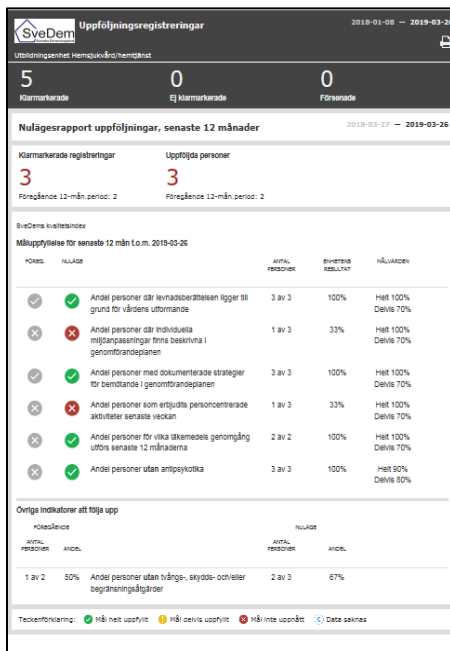 SveDem
Uppföljningsregistreringar
2018-01-08 — 2019-03-26
Utbildningsenhet Hemsjukvård/hemtjänst
5 0 0
Klarmarkerade Ej klarmarkerade Försenade
Nulägesrapport uppföljningar, senaste 12 månader 2018-03-27 — 2019-03-26
Klarmarkerade registreringar Uppföljda personer
3 3
Föregående 12-mån.period: 2 Föregående 12-mån.period: 2
SveDems kvalitetsindex
Måluppfyllelse för senaste 12 mån t.o.m. 2019-03-26
FÖREG. NULÄGE ANTAL PERSONER ENHETENS RESULTAT MÅLVÄRDEN
Andel personer där levnadsberättelsen ligger till 3 av 3 100% Helt 100%
grund för vårdens utformande Delvis 70%
Andel personer där individuella 1 av 3 33% Helt 100%
miljöanpassningar finns beskrivna i Delvis 70%
genomförandeplanen
Andel personer med dokumenterade strategier 3 av 3 100% Helt 100%
för bemötande i genomförandeplanen Delvis 70%
Andel personer som erbjudits personcentrerade 1 av 3 33% Helt 100%
aktiviteter senaste veckan Delvis 70%
Andel personer för vilka läkemedels genomgång 2 av 2 100% Helt 100%
utförs senaste 12 månaderna Delvis 70%
Andel personer utan antipsykotika 3 av 3 100% Helt 90%
Delvis 80%
Övriga indikatorer att följa upp
FÖREGÅENDE NULÄGE
ANTAL PERSONER ANDEL ANTAL PERSONER ANDEL
1 av 2 50% Andel personer utan tvångs-, skydds- och/eller 2 av 3 67%
begränsningsåtgärder
Teckenförklaring: Mål helt uppfyllt Mål delvis uppfyllt Mål inte uppnått Data saknas